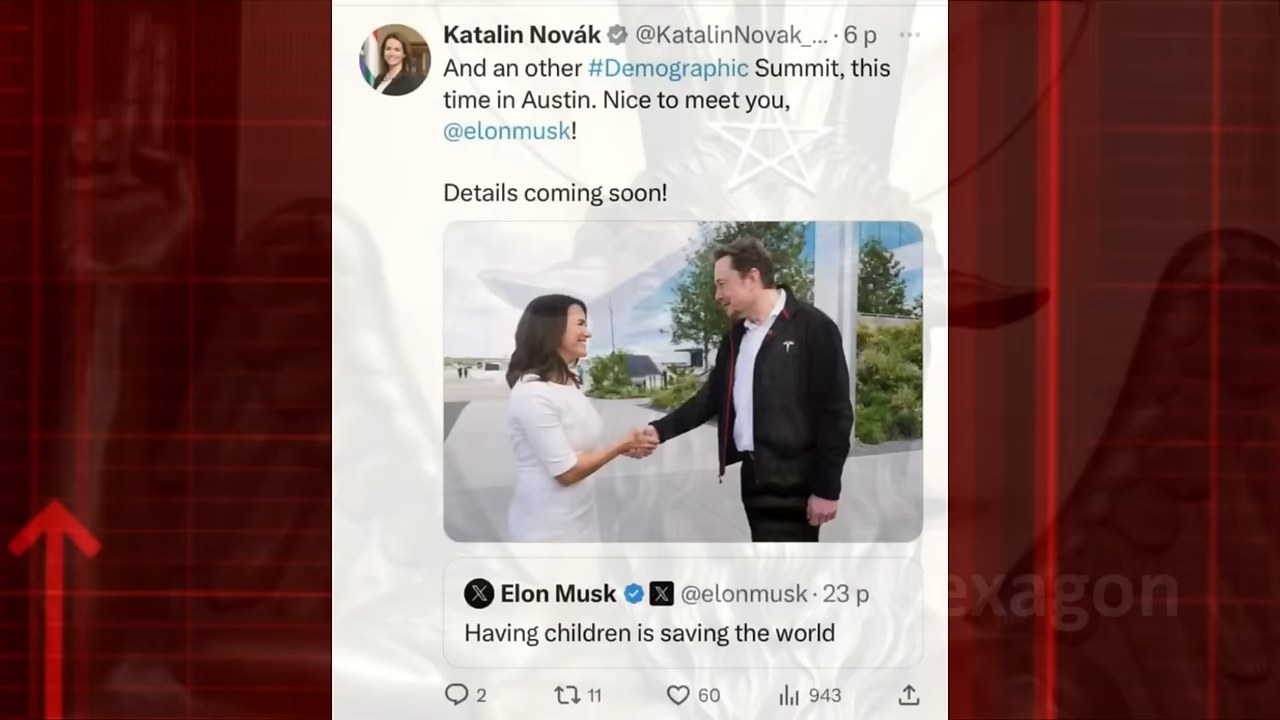 Katalin Novák @KatalinNovak_... · 6 p
And an other #Demographic Summit, this
time in Austin. Nice to meet you,
@elonmusk!
Details coming soon!
Elon Musk @elonmusk · 23 p
Having children is saving the world
2 11 60 943
exagon